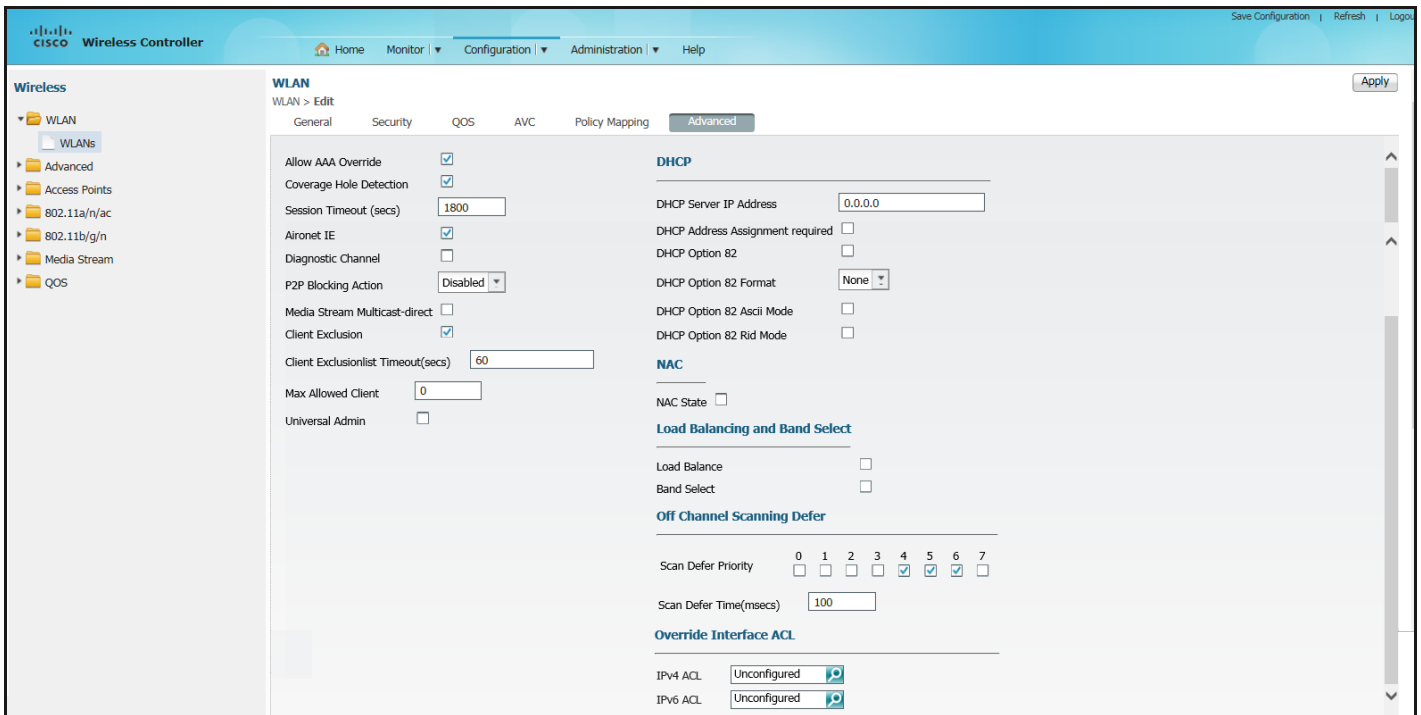 Save Configuration | Refresh | Logou
CISCO Wireless Controller
Home Monitor | Configuration | Administration | Help
Wireless
WLAN
WLANs
Advanced
Access Points
802.11a/n/ac
802.11b/g/n
Media Stream
QOS
WLAN
Apply
WLAN > Edit
General Security QOS AVC Policy Mapping Advanced
Allow AAA Override
Coverage Hole Detection
Session Timeout (secs) 1800
Aironet IE
Diagnostic Channel
P2P Blocking Action Disabled
Media Stream Multicast-direct
Client Exclusion
Client Exclusionlist Timeout(secs) 60
Max Allowed Client 0
Universal Admin
DHCP
DHCP Server IP Address 0.0.0.0
DHCP Address Assignment required
DHCP Option 82
DHCP Option 82 Format None
DHCP Option 82 Ascii Mode
DHCP Option 82 Rid Mode
NAC
NAC State
Load Balancing and Band Select
Load Balance
Band Select
Off Channel Scanning Defer
0 1 2 3 4 5 6 7
Scan Defer Priority
Scan Defer Time(msecs) 100
Override Interface ACL
IPv4 ACL Unconfigured
IPv6 ACL Unconfigured